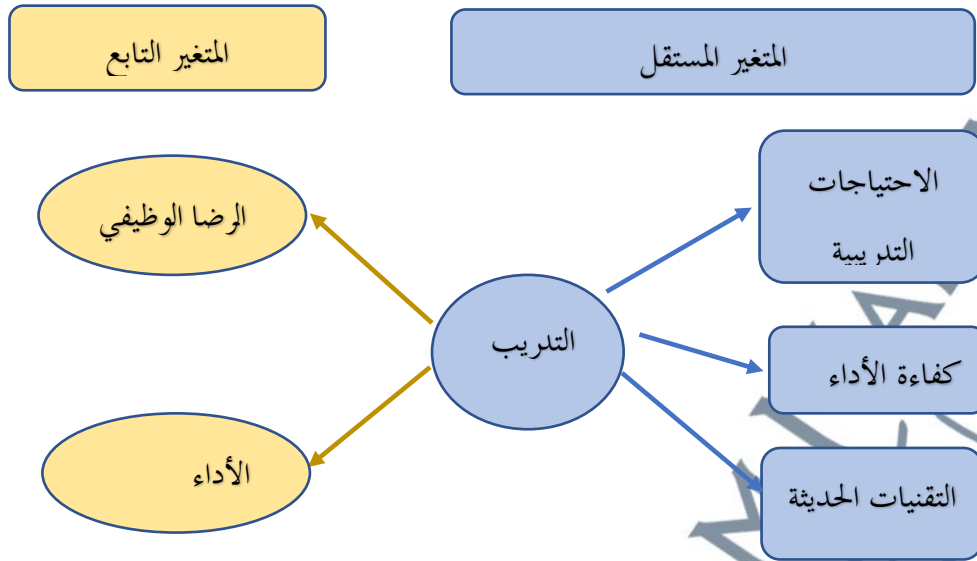 المتغير المستقل
المتغير التابع
الاحتياجات
التدريبية
الرضا الوظيفي
التدريب
كفاءة الأداء
الأداء
التقنيات الحديثة